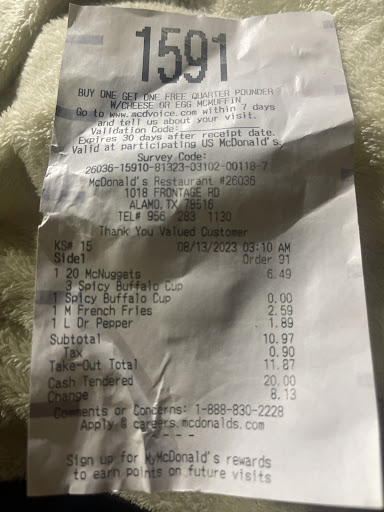 1591
BUY ONE GET ONE FREE QUARTER POUNDER
W/CHEESE OR EGG MCMUFFIN
Go to www.mcdvoice.com within 7 days
and tell us about your visit.
Validation Code:
Expires 30 days after receipt date.
Valid at participating US McDonald's.
Survey Code:
26036-15910-81323-03102-00118-7
McDonald's Restaurant #26036
1018 FRONTAGE RD
ALAMO, TX 78516
TEL# 956 283 1130
Thank You Valued Customer
KS# 15 08/13/2023 03:10 AM
Side1 Order 91
1 20 McNuggets 6.49
3 Spicy Buffalo Cup
1 Spicy Buffalo Cup 0.00
1 M French Fries 2.59
1 L Dr Pepper 1.89
Subtotal 10.97
Tax 0.90
Take-Out Total 11.87
Cash Tendered 20.00
Change 8.13
Comments or Concerns: 1-888-830-2228
Apply @ careers.mcdonalds.com
- - - -
Sign up for MyMcDonald's rewards
to earn points on future visits